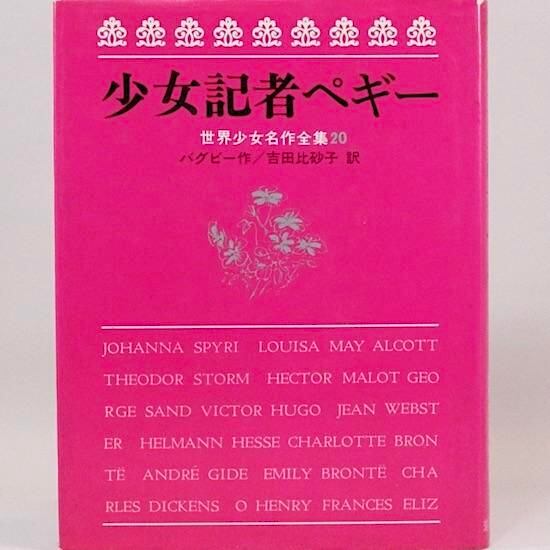 少女記者ペギー
世界少女名作全集20
バグビー作/吉田比砂子 訳
JOHANNA SPYRI LOUISA MAY ALCOTT
THEODOR STORM HECTOR MALOT GEO
RGE SAND VICTOR HUGO JEAN WEBST
ER HELMANN HESSE CHARLOTTE BRON
TË ANDRÉ GIDE EMILY BRONTË CHA
RLES DICKENS O HENRY FRANCES ELIZ